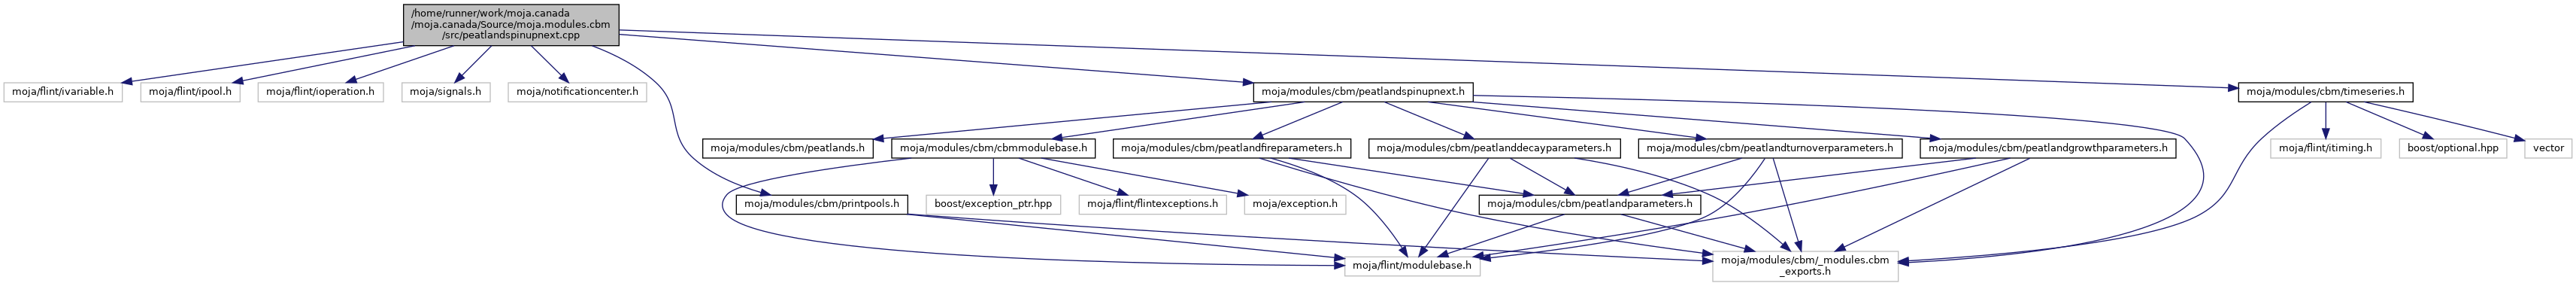 /home/runner/work/moja.canada
/moja.canada/Source/moja.modules.cbm
/src/peatlandspinupnext.cpp
moja/flint/ivariable.h
moja/flint/ipool.h
moja/flint/ioperation.h
moja/signals.h
moja/notificationcenter.h
moja/modules/cbm/peatlandspinupnext.h
moja/modules/cbm/timeseries.h
moja/modules/cbm/peatlands.h
moja/modules/cbm/cbmmodulebase.h
moja/modules/cbm/peatlandfireparameters.h
moja/modules/cbm/peatlanddecayparameters.h
moja/modules/cbm/peatlandturnoverparameters.h
moja/modules/cbm/peatlandgrowthparameters.h
moja/flint/itiming.h
boost/optional.hpp
vector
moja/modules/cbm/printpools.h
boost/exception_ptr.hpp
moja/flint/flintexceptions.h
moja/exception.h
moja/modules/cbm/peatlandparameters.h
moja/flint/modulebase.h
moja/modules/cbm/_modules.cbm
_exports.h